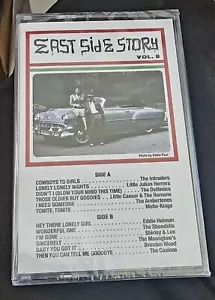 EAST SIDE STORY
VOL. 8
Photo by Eddie Poul
SIDE A
COWBOYS TO GIRLS The Intruders
LONELY LONELY NIGHTS Little Julian Herrera
DIDN'T I (BLOW YOUR MIND THIS TIME) The Delfonics
THOSE OLDIES BUT GOODIES Little Caesar & The Romans
I NEED SOMEONE The Ambertones
TONITE, TONITE Mello-Kings
SIDE B
HEY THERE LONELY GIRL Eddie Holman
WONDERFUL ONE The Shondells
I'M GONE Shirley & Lee
SINCERELY The Moonglow's
BABY YOU GOT IT Brenton Wood
THEN YOU CAN TELL ME GOODBYE The Casinos